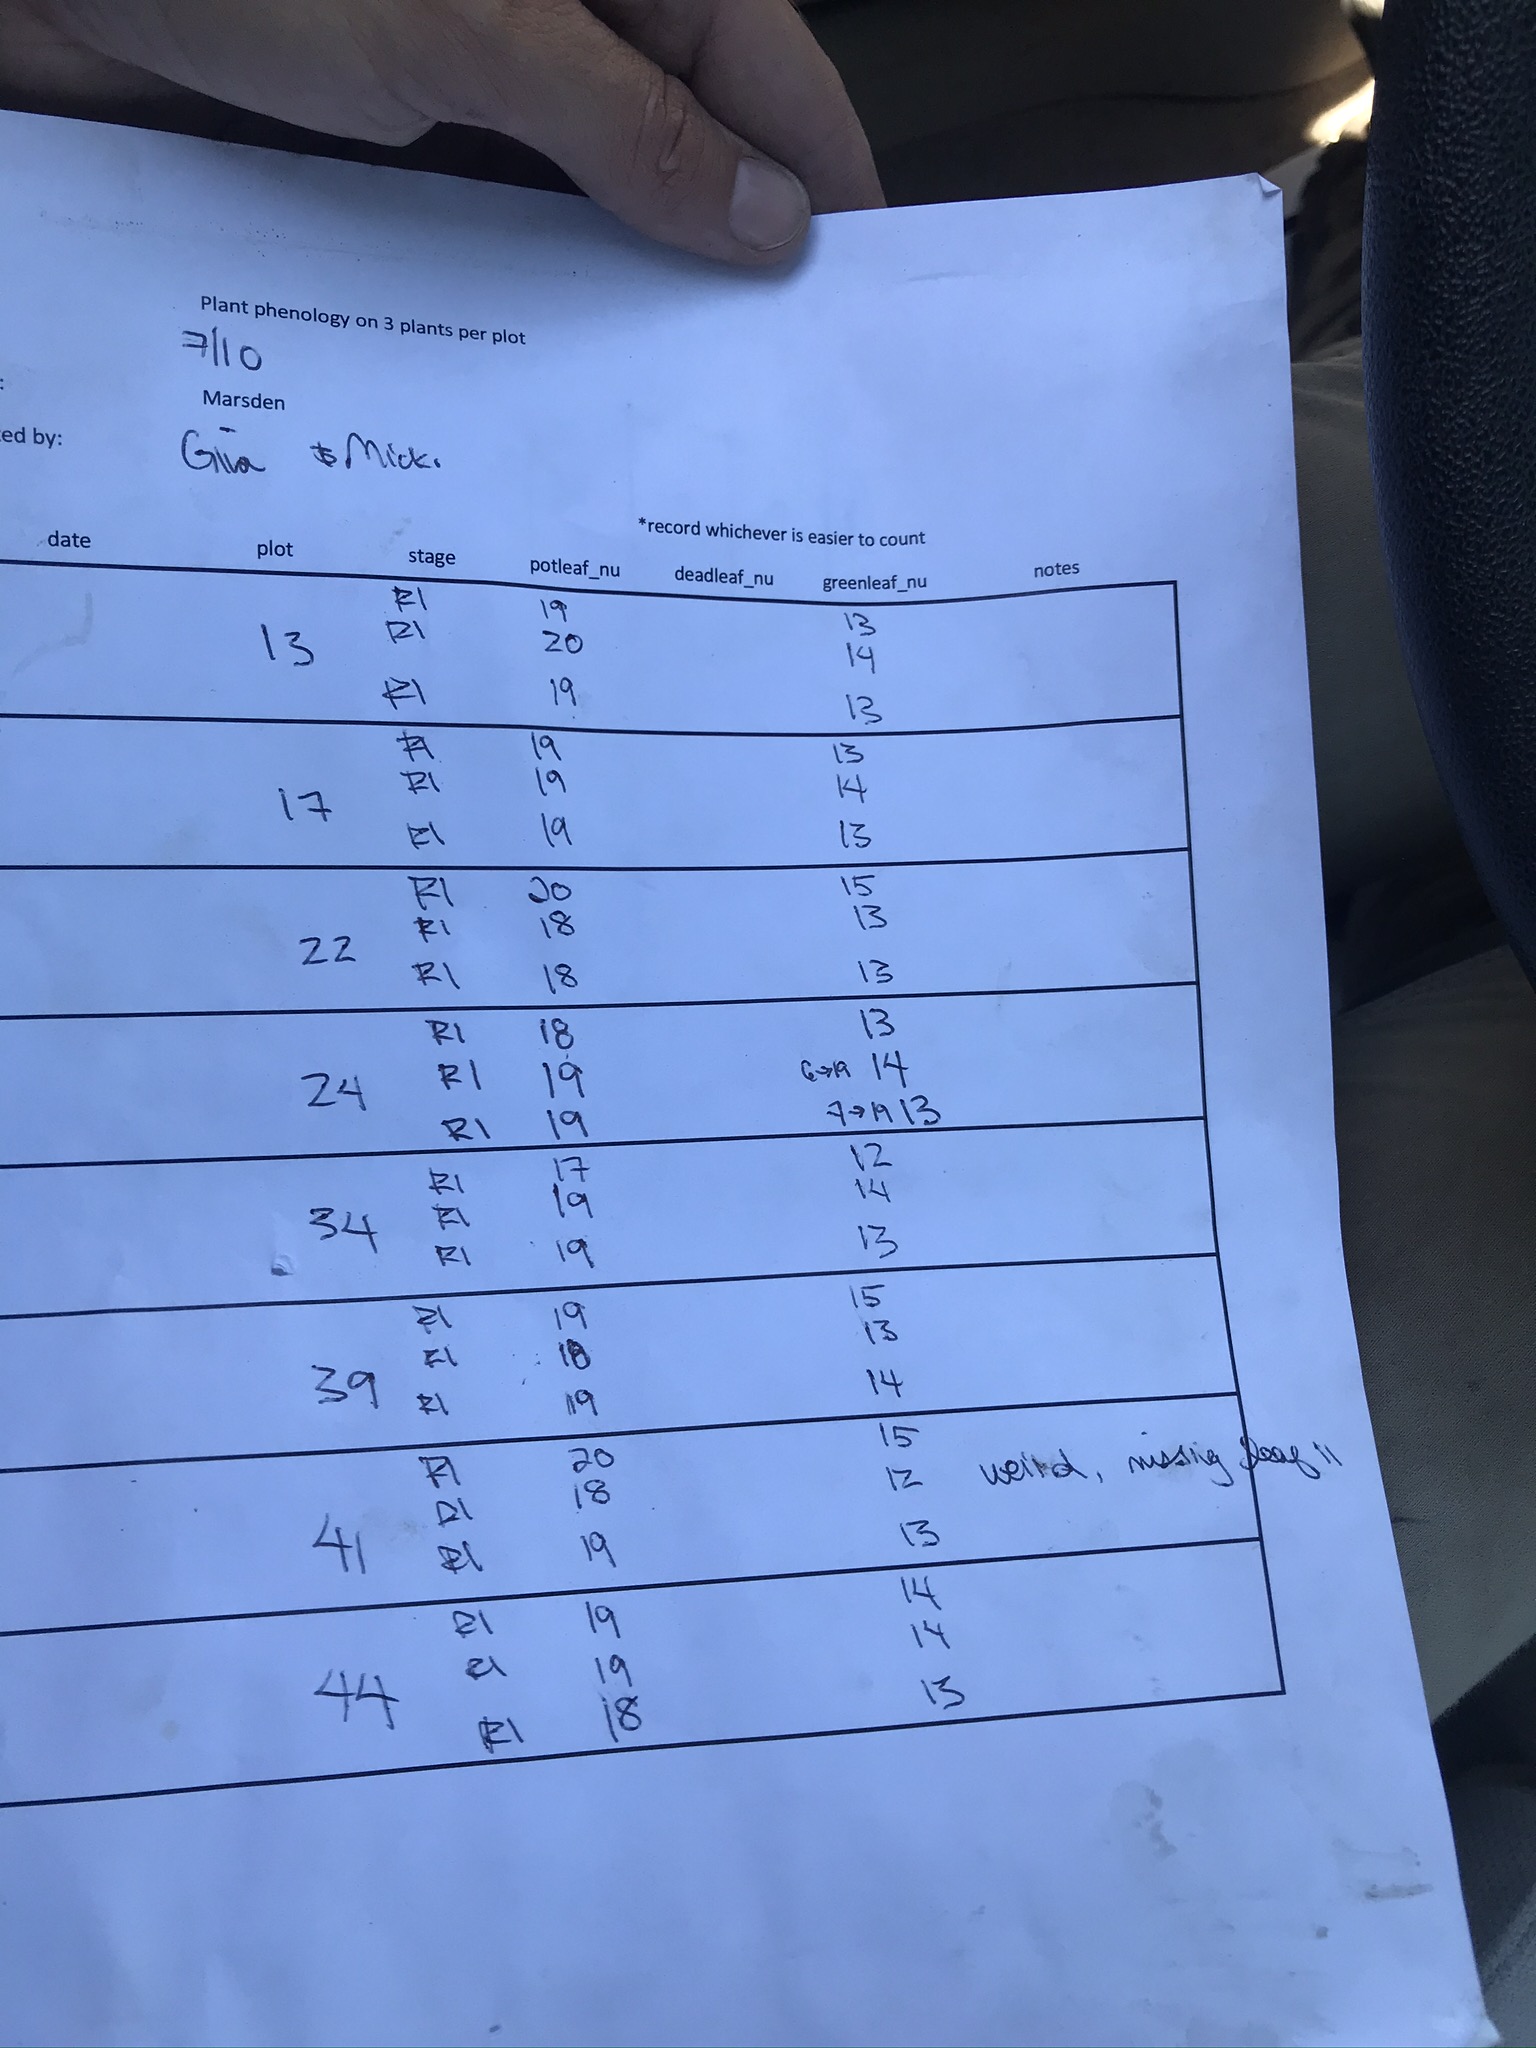 Plant phenology on 3 plants per plot
7/10
:
Marsden
ed by: Gina & Mick.
*record whichever is easier to count
date plot stage potleaf_nu deadleaf_nu greenleaf_nu notes
R1 19 13
13 R1 20 14
R1 19 13
R1 19 13
17 R1 19 14
R1 19 13
R1 20 15
22 R1 18 13
R1 18 13
R1 18 13
24 R1 19 6→19 14
R1 19 7→19 13
R1 17 12
34 R1 19 14
R1 19 13
R1 19 15
39 R1 18 13
R1 19 14
R1 20 15
41 R1 18 12 weird, missing leaf 11
R1 19 13
R1 19 14
44 R1 19 14
R1 18 13